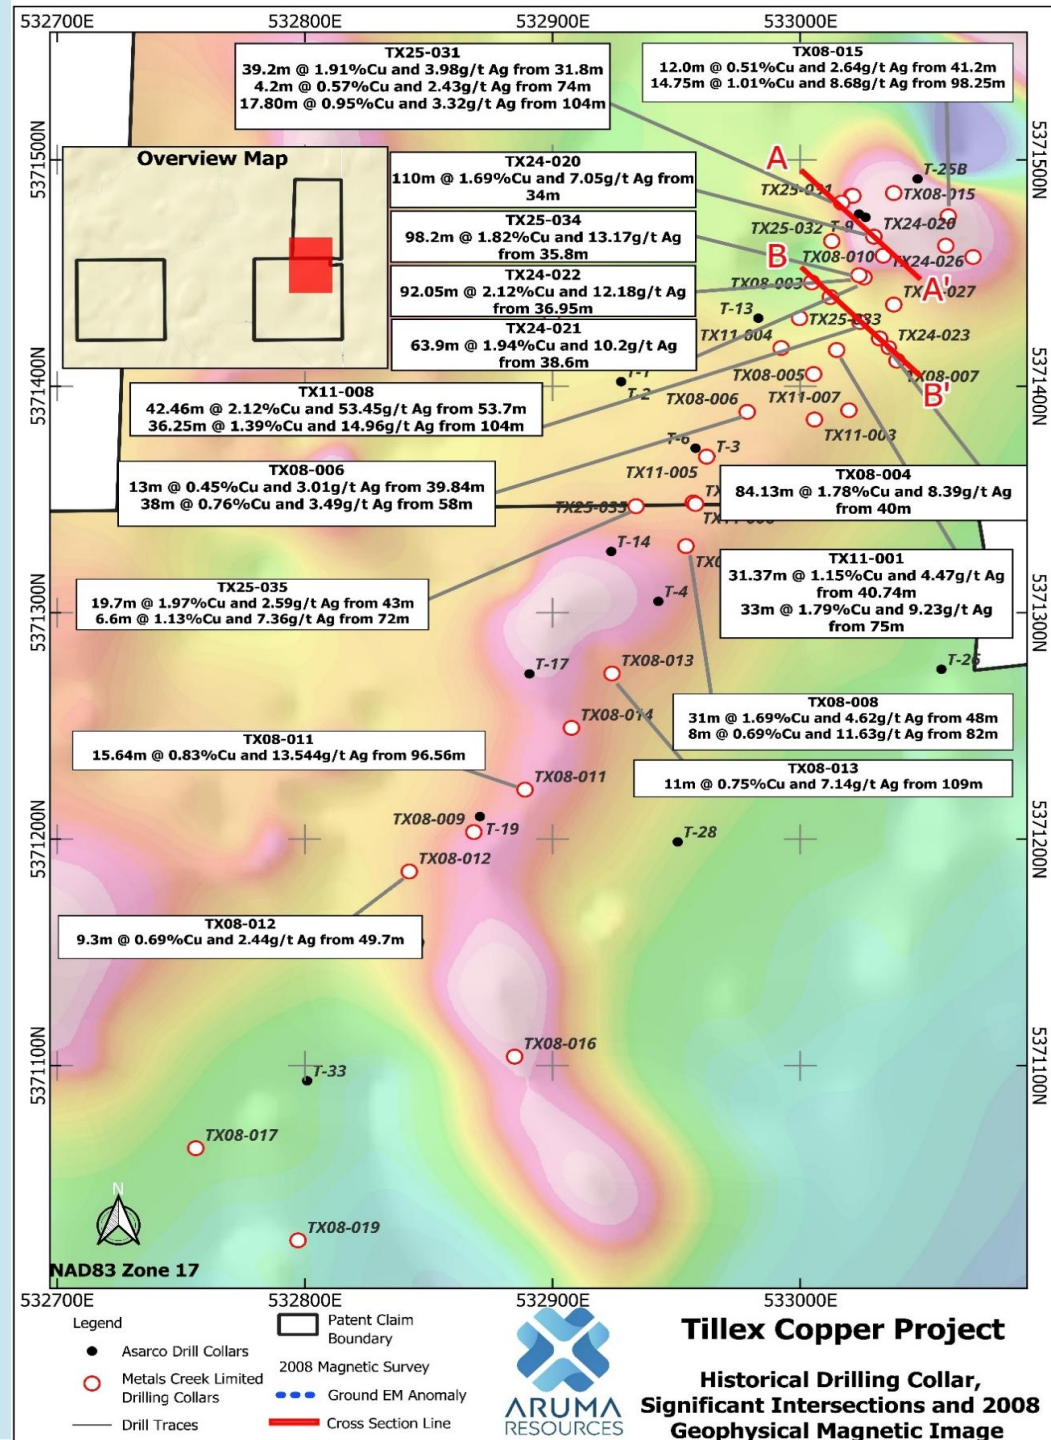 532700E
532800E
532900E
533000E
TX25-031
39.2m @ 1.91%Cu and 3.98g/t Ag from 31.8m
4.2m @ 0.57%Cu and 2.43g/t Ag from 74m
17.80m @ 0.95%Cu and 3.32g/t Ag from 104m
TX08-015
12.0m @ 0.51%Cu and 2.64g/t Ag from 41.2m
14.75m @ 1.01%Cu and 8.68g/t Ag from 98.25m
5371500N
5371500N
Overview Map
TX24-020
110m @ 1.69%Cu and 7.05g/t Ag from
34m
TX25-034
98.2m @ 1.82%Cu and 13.17g/t Ag
from 35.8m
TX24-022
92.05m @ 2.12%Cu and 12.18g/t Ag
from 36.95m
TX24-021
63.9m @ 1.94%Cu and 10.2g/t Ag
from 38.6m
A
T-25B
TX08-015
TX25-032
T-9
TX24-020
B
TX08-010
TX24-026
TX08-003
A'
T-13
TX25-033
TX11-004
TX24-023
TX08-005
TX08-007
B'
T-2
TX08-006
TX11-007
TX11-003
5371400N
5371400N
TX11-008
42.46m @ 2.12%Cu and 53.45g/t Ag from 53.7m
36.25m @ 1.39%Cu and 14.96g/t Ag from 104m
T-6
T-3
TX11-005
TX08-006
13m @ 0.45%Cu and 3.01g/t Ag from 39.84m
38m @ 0.76%Cu and 3.49g/t Ag from 58m
TX08-004
84.13m @ 1.78%Cu and 8.39g/t Ag
from 40m
TX25-035
T-14
TX11-001
31.37m @ 1.15%Cu and 4.47g/t Ag
from 40.74m
33m @ 1.79%Cu and 9.23g/t Ag
from 75m
TX25-035
19.7m @ 1.97%Cu and 2.59g/t Ag from 43m
6.6m @ 1.13%Cu and 7.36g/t Ag from 72m
T-4
5371300N
5371300N
T-17
TX08-013
T-26
TX08-008
31m @ 1.69%Cu and 4.62g/t Ag from 48m
8m @ 0.69%Cu and 11.63g/t Ag from 82m
TX08-014
TX08-011
15.64m @ 0.83%Cu and 13.544g/t Ag from 96.56m
TX08-013
11m @ 0.75%Cu and 7.14g/t Ag from 109m
TX08-011
TX08-009
T-19
T-28
5371200N
5371200N
TX08-012
TX08-012
9.3m @ 0.69%Cu and 2.44g/t Ag from 49.7m
TX08-016
T-33
5371100N
5371100N
TX08-017
N
TX08-019
NAD83 Zone 17
532700E
532800E
532900E
533000E
Legend
Asarco Drill Collars
Metals Creek Limited
Drilling Collars
Drill Traces
Patent Claim
Boundary
2008 Magnetic Survey
Ground EM Anomaly
Cross Section Line
ARUMA
RESOURCES
Tillex Copper Project
Historical Drilling Collar,
Significant Intersections and 2008
Geophysical Magnetic Image